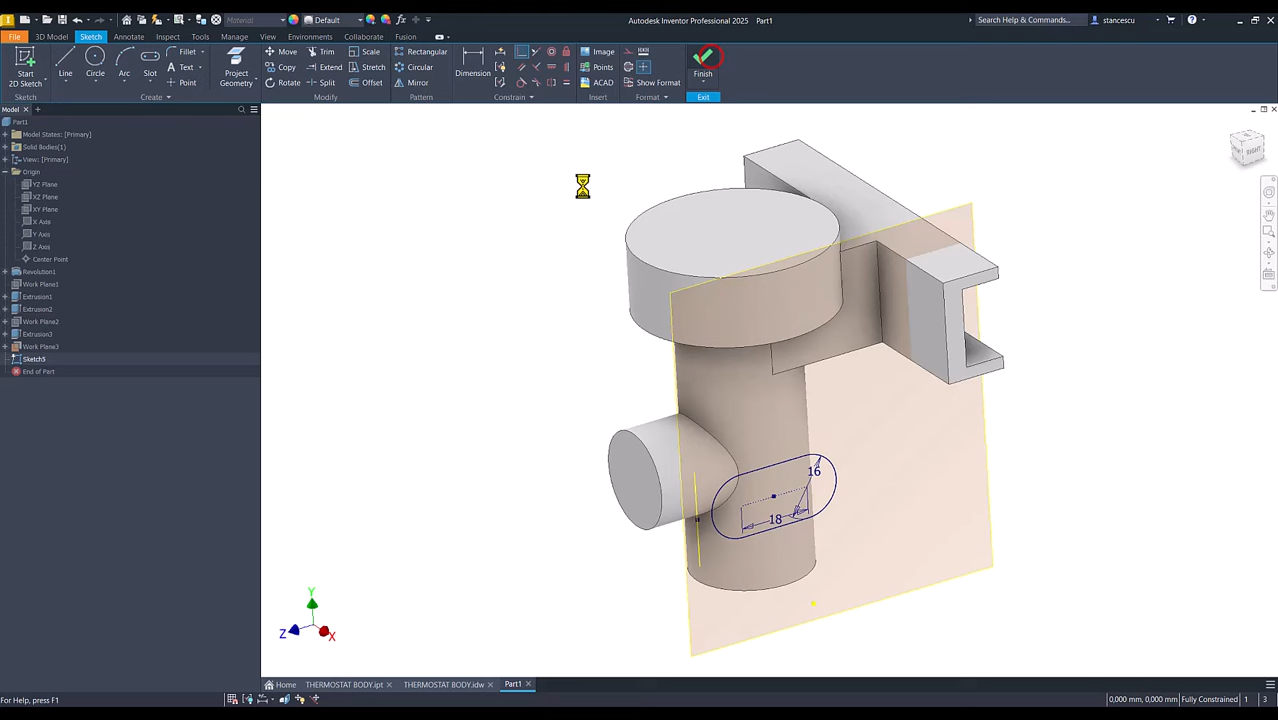 Material
Default
fx
Autodesk Inventor Professional 2025 Part1
Search Help & Commands...
stancescu
File
3D Model
Sketch
Annotate
Inspect
Tools
Manage
View
Environments
Collaborate
Fusion
Start
2D Sketch
Line
Circle
Arc
Slot
Fillet
Text
Point
Project
Geometry
Move
Copy
Rotate
Trim
Extend
Split
Scale
Stretch
Offset
Rectangular
Circular
Mirror
Dimension
Image
Points
ACAD
Show Format
Finish
Sketch
Create
Modify
Pattern
Constrain
Insert
Format
Exit
Model
Part1
Model States: [Primary]
Solid Bodies(1)
View: [Primary]
Origin
YZ Plane
XZ Plane
XY Plane
X Axis
Y Axis
Z Axis
Center Point
Revolution1
Work Plane1
Extrusion1
Extrusion2
Work Plane2
Extrusion3
Work Plane3
Sketch5
End of Part
RIGHT
16
18
Y
Z
X
Home
THERMOSTAT BODY.ipt
THERMOSTAT BODY.idw
Part1
For Help, press F1
0,000 mm, 0,000 mm
Fully Constrained
1
3